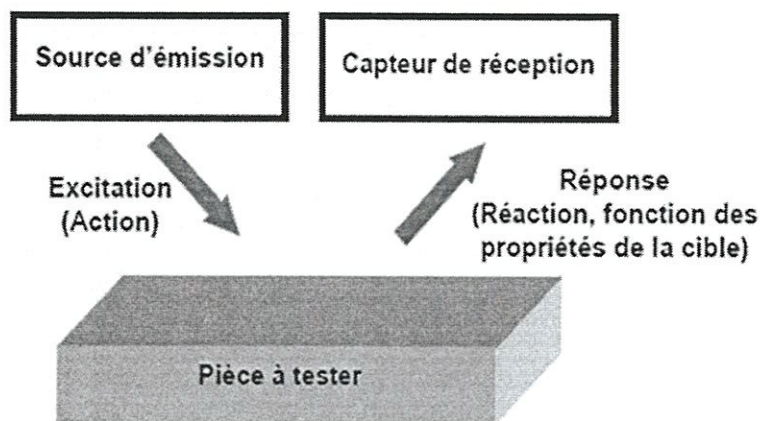 Source d'émission
Capteur de réception
Excitation
(Action)
Réponse
(Réaction, fonction des
propriétés de la cible)
Pièce à tester